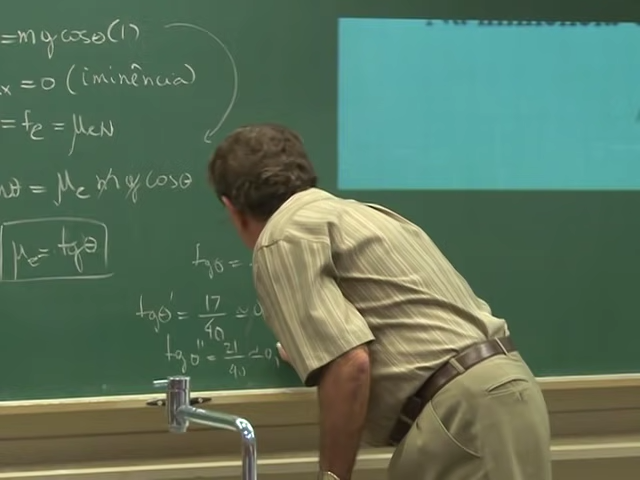 =mg cosθ (1)
x = 0 (iminência)
= fe = μeN
θ = μe mg cosθ
μe = tgθ
tgθ =
tgθ' = 17/40 ≃ 0
tgθ'' = 21/40 ≃ 0,